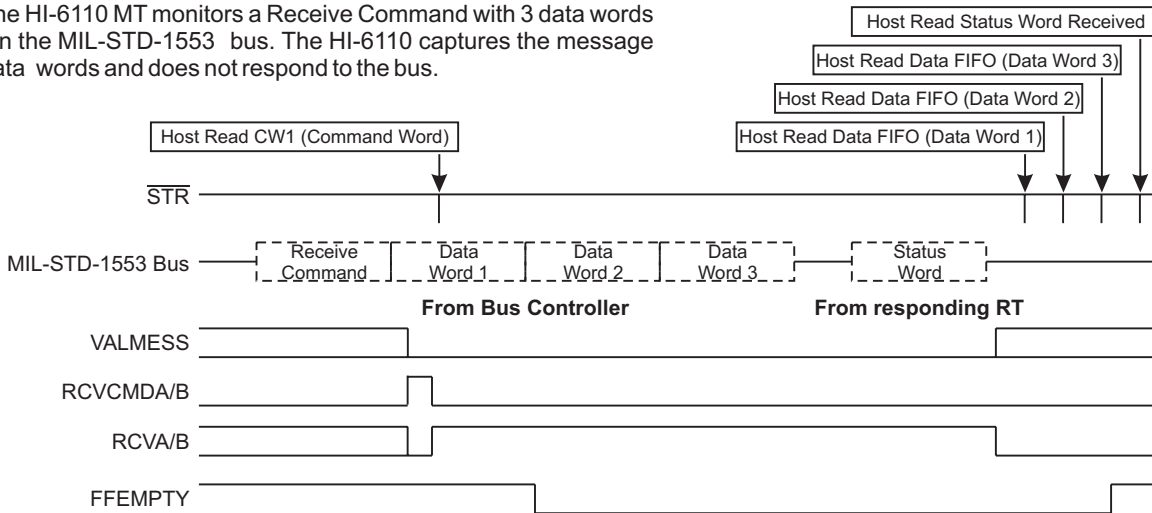 he HI-6110 MT monitors a Receive Command with 3 data words
n the MIL-STD-1553 bus. The HI-6110 captures the message
ata words and does not respond to the bus.
Host Read Status Word Received
Host Read Data FIFO (Data Word 3)
Host Read Data FIFO (Data Word 2)
Host Read CW1 (Command Word)
Host Read Data FIFO (Data Word 1)
STR
MIL-STD-1553 Bus
Receive Command
Data Word 1
Data Word 2
Data Word 3
Status Word
From Bus Controller
From responding RT
VALMESS
RCVCMDA/B
RCVA/B
FFEMPTY